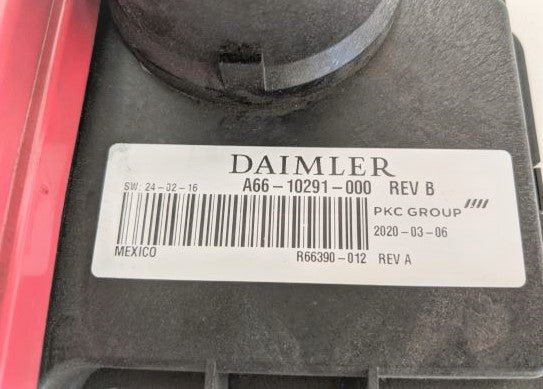 DAIMLER
SW: 24-02-16 A66-10291-000 REV B
PKC GROUP
2020-03-06
MEXICO R66390-012 REV A